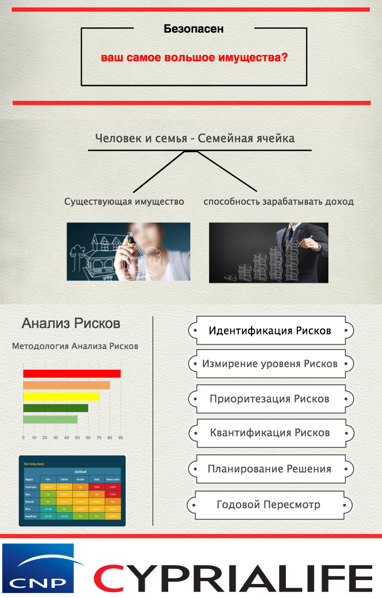 Безопасен
ваш самое вольшое имущества?
Человек и семья - Семейная ячейка
Существующая имущество
способность зарабатывать доход
Анализ Рисков
Методология Анализа Рисков
0 10 20 30 40 50 60 70 80 90
Идентификация Рисков
Измирение уровеня Рисков
Приоритезация Рисков
Квантификация Рисков
Планирование Решения
Годовой Пересмотр
CNP
CYPRIALIFE